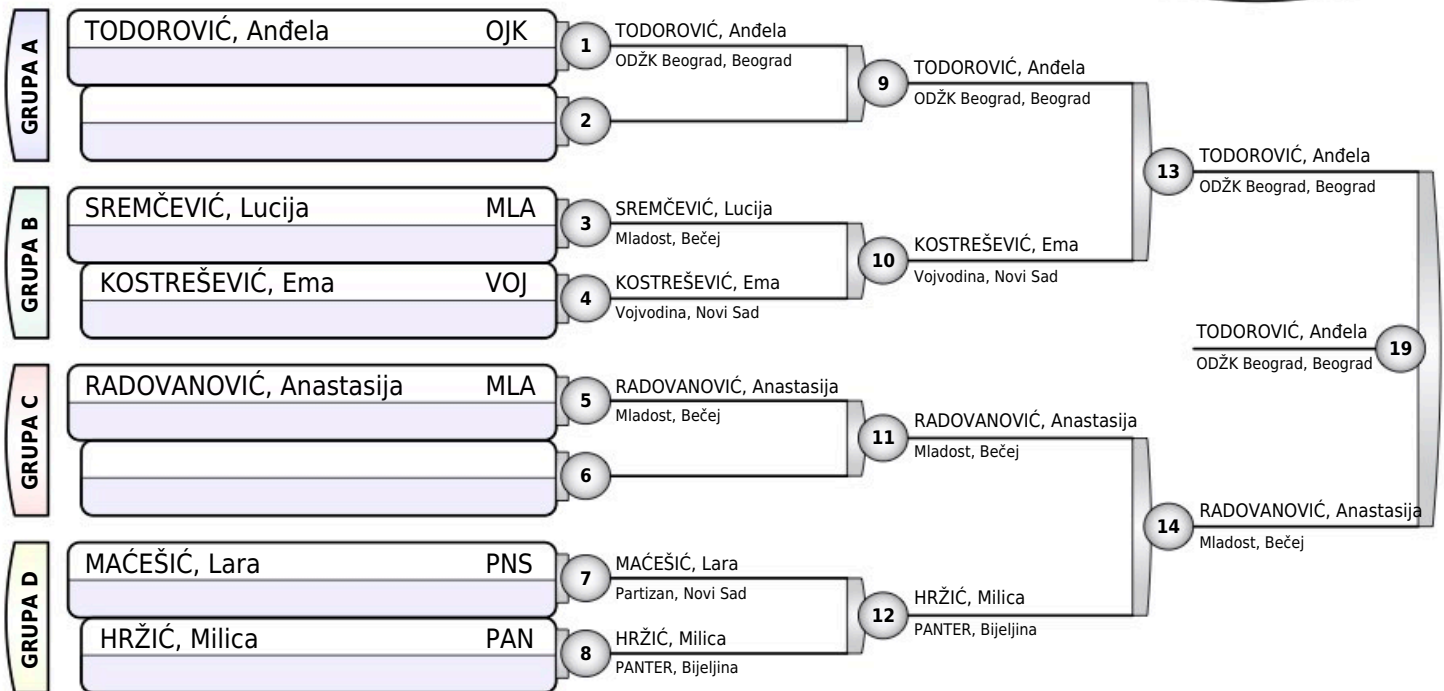 GRUPA A
TODOROVIĆ, Anđela OJK
1
TODOROVIĆ, Anđela
ODŽK Beograd, Beograd
2
9
TODOROVIĆ, Anđela
ODŽK Beograd, Beograd
GRUPA B
SREMČEVIĆ, Lucija MLA
3
SREMČEVIĆ, Lucija
Mladost, Bečej
KOSTREŠEVIĆ, Ema VOJ
4
KOSTREŠEVIĆ, Ema
Vojvodina, Novi Sad
10
KOSTREŠEVIĆ, Ema
Vojvodina, Novi Sad
13
TODOROVIĆ, Anđela
ODŽK Beograd, Beograd
GRUPA C
RADOVANOVIĆ, Anastasija MLA
5
RADOVANOVIĆ, Anastasija
Mladost, Bečej
6
11
RADOVANOVIĆ, Anastasija
Mladost, Bečej
GRUPA D
MAĆEŠIĆ, Lara PNS
7
MAĆEŠIĆ, Lara
Partizan, Novi Sad
HRŽIĆ, Milica PAN
8
HRŽIĆ, Milica
PANTER, Bijeljina
12
HRŽIĆ, Milica
PANTER, Bijeljina
14
RADOVANOVIĆ, Anastasija
Mladost, Bečej
TODOROVIĆ, Anđela
ODŽK Beograd, Beograd
19